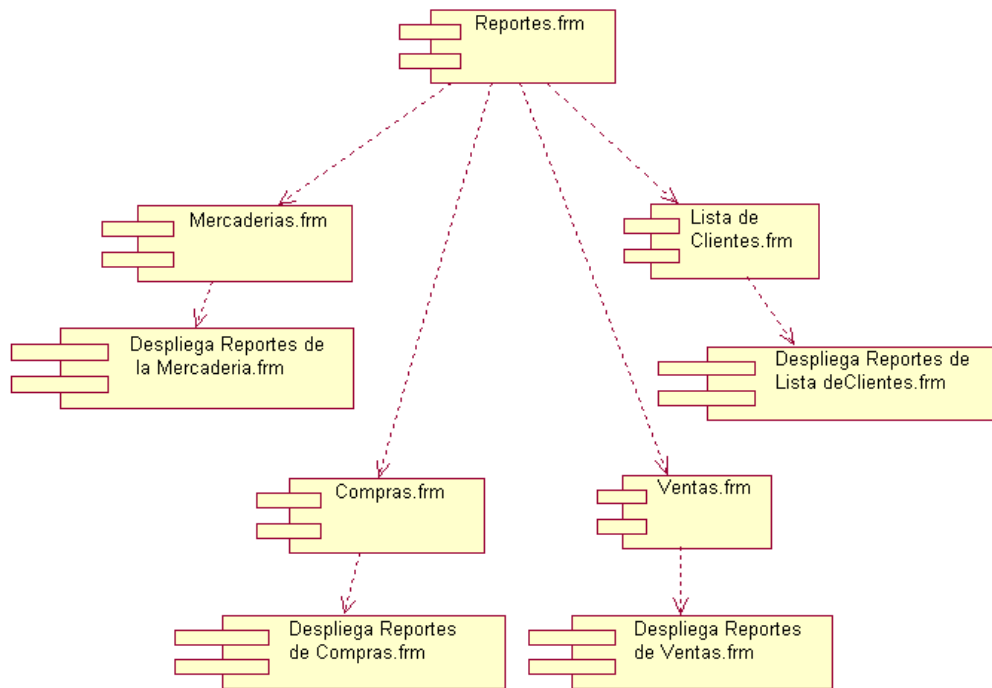 Reportes.frm
Mercaderias.frm
Lista de
Clientes.frm
Despliega Reportes de
la Mercaderia.frm
Despliega Reportes de
Lista deClientes.frm
Compras.frm
Ventas.frm
Despliega Reportes
de Compras.frm
Despliega Reportes
de Ventas.frm